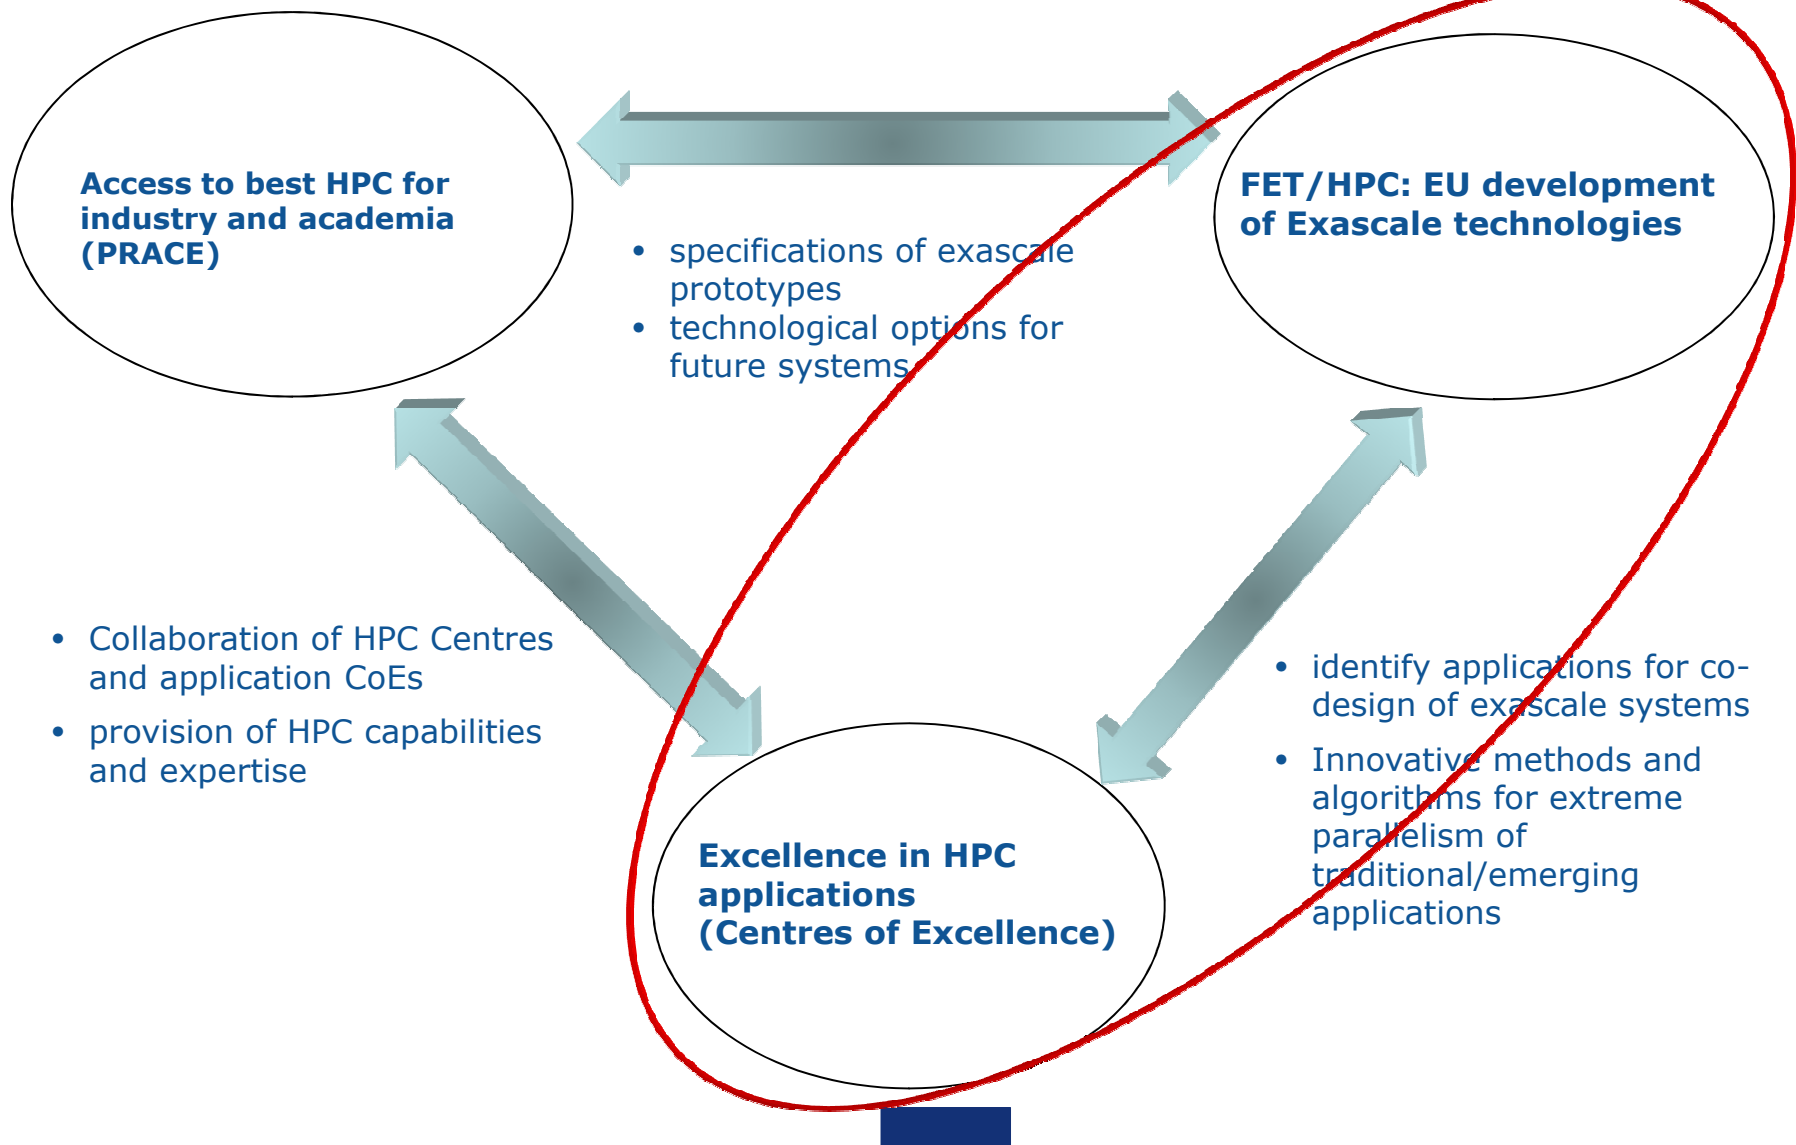 Access to best HPC for
industry and academia
(PRACE)
FET/HPC: EU development
of Exascale technologies
• specifications of exascale
prototypes
• technological options for
future systems
• Collaboration of HPC Centres
and application CoEs
• provision of HPC capabilities
and expertise
• identify applications for co-
design of exascale systems
• Innovative methods and
algorithms for extreme
parallelism of
traditional/emerging
applications
Excellence in HPC
applications
(Centres of Excellence)